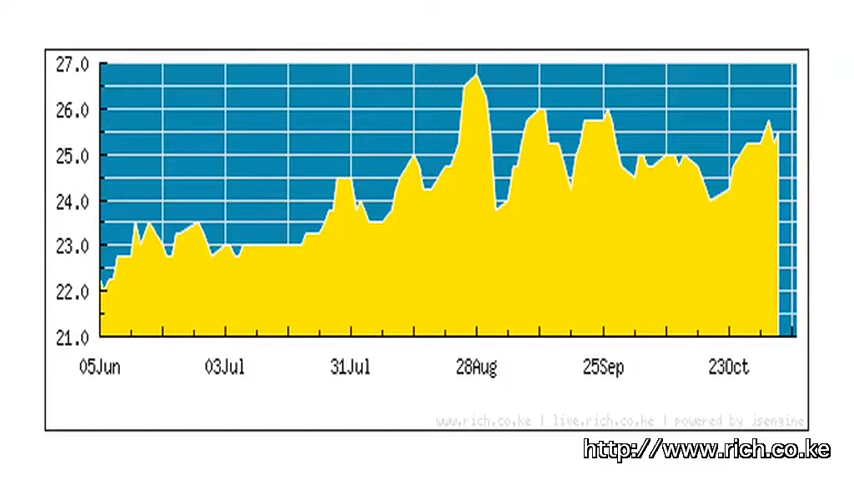 27.0
26.0
25.0
24.0
23.0
22.0
21.0
05Jun 03Jul 31Jul 28Aug 25Sep 23Oct
www.rich.co.ke | live.rich.co.ke | powered by jsengine
http://www.rich.co.ke